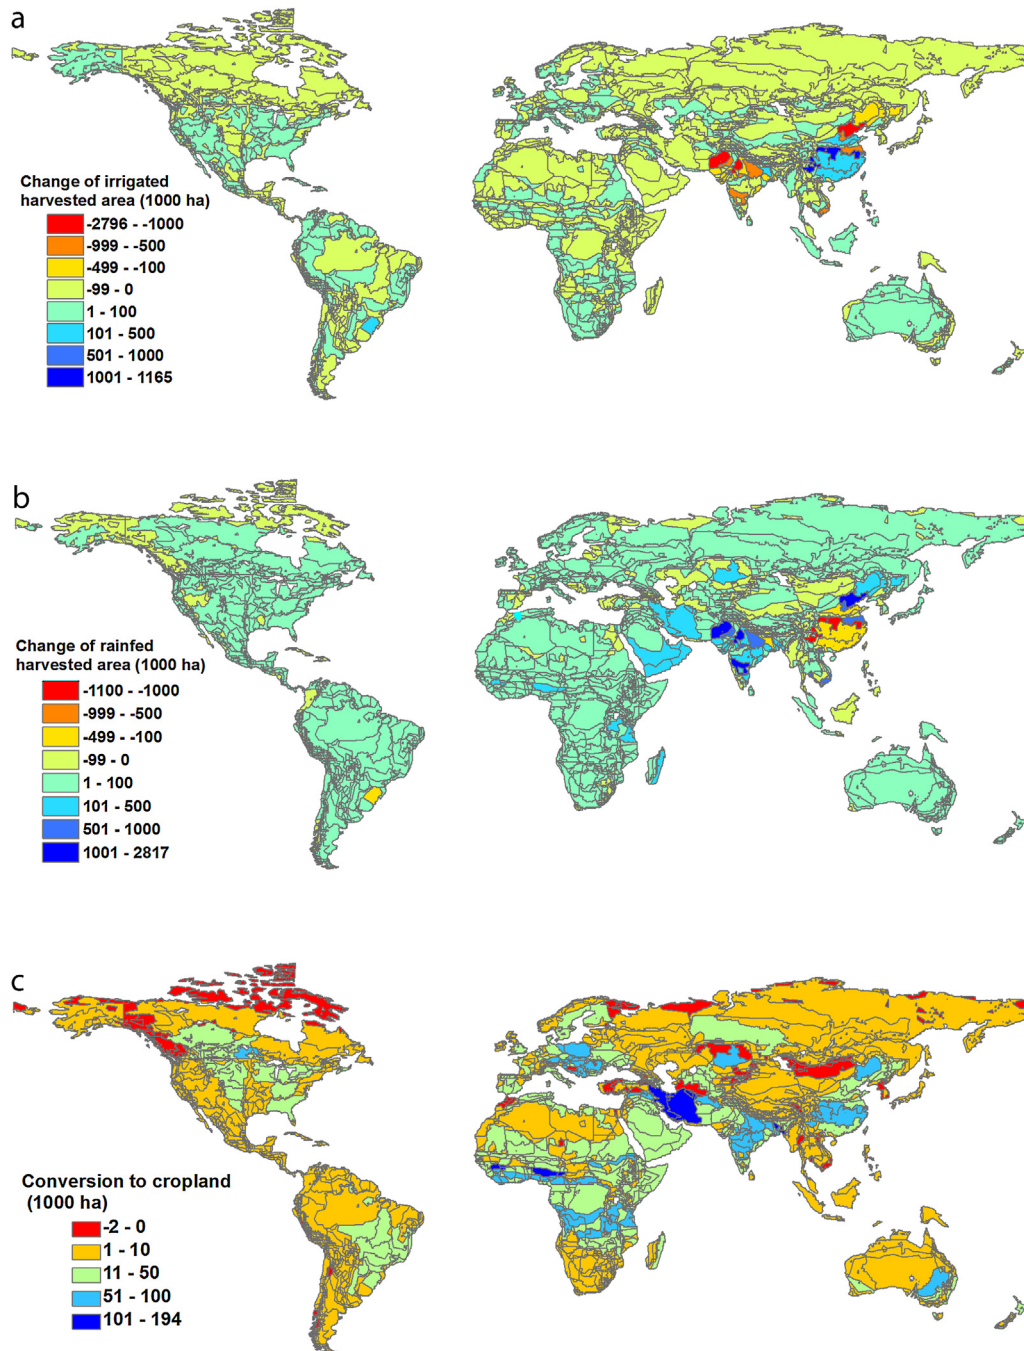 a
Change of irrigated
harvested area (1000 ha)
-2796 - -1000
-999 - -500
-499 - -100
-99 - 0
1 - 100
101 - 500
501 - 1000
1001 - 1165
b
Change of rainfed
harvested area (1000 ha)
-1100 - -1000
-999 - -500
-499 - -100
-99 - 0
1 - 100
101 - 500
501 - 1000
1001 - 2817
c
Conversion to cropland
(1000 ha)
-2 - 0
1 - 10
11 - 50
51 - 100
101 - 194